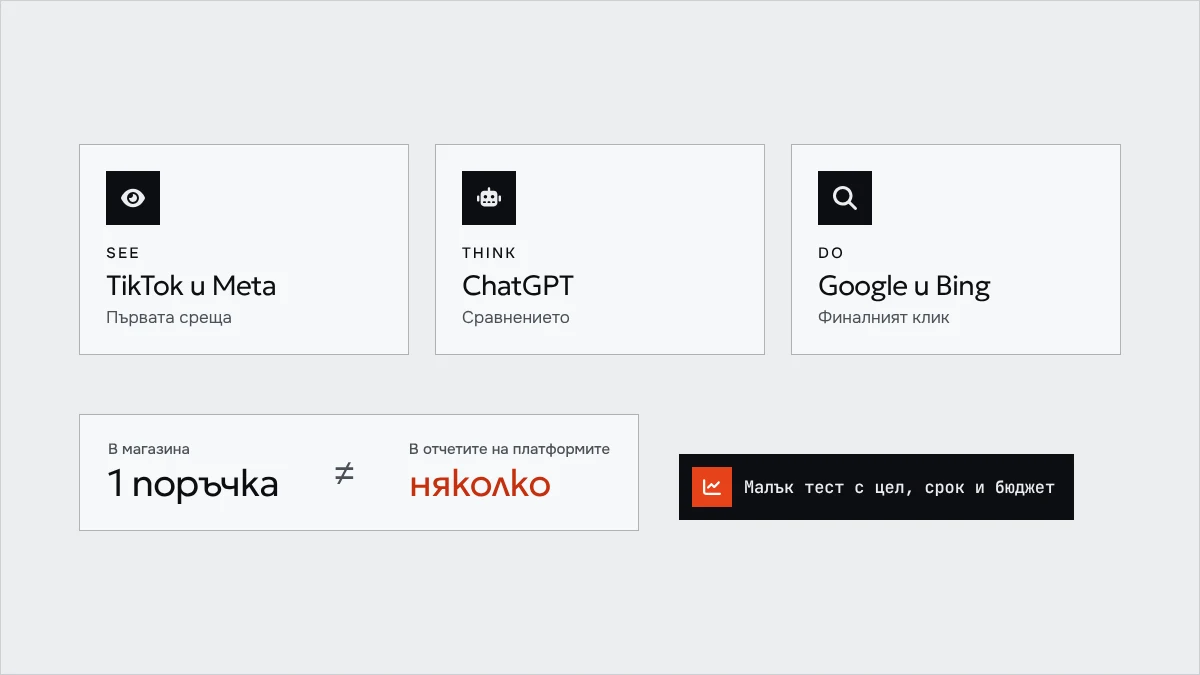 SEE
TikTok и Meta
Първата среща
THINK
ChatGPT
Сравнението
DO
Google и Bing
Финалният клик
В магазина
1 поръчка
≠
В отчетите на платформите
няколко
Малък тест с цел, срок и бюджет